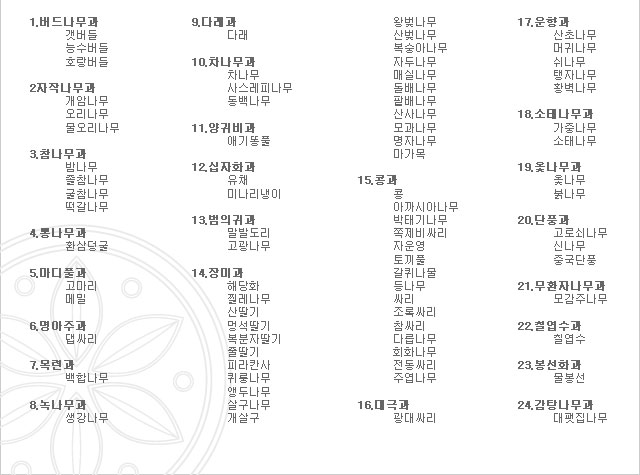 1.버드나무과
갯버들
능수버들
호랑버들
2자작나무과
개암나무
오리나무
물오리나무
3.참나무과
밤나무
졸참나무
굴참나무
떡갈나무
4.뽕나무과
환삼덩굴
5.마디풀과
고마리
메밀
6.명아주과
댑싸리
7.목련과
백합나무
8.녹나무과
생강나무
9.다래과
다래
10.차나무과
차나무
사스레피나무
동백나무
11.양귀비과
애기똥풀
12.십자화과
유채
미나리냉이
13.범의귀과
말발도리
고광나무
14.장미과
해당화
찔레나무
산딸기
멍석딸기
복분자딸기
줄딸기
피라칸사
퀴룽나무
앵두나무
살구나무
개살구
왕벚나무
산벚나무
복숭아나무
자두나무
매실나무
돌배나무
팥배나무
산사나무
모과나무
명자나무
마가목
15.콩과
콩
아까시아나무
박태기나무
쪽제비싸리
자운영
토끼풀
갈퀴나물
등나무
싸리
조록싸리
참싸리
다릅나무
회화나무
전동싸리
주엽나무
16.대극과
광대싸리
17.운향과
산초나무
머귀나무
쉬나무
탱자나무
황벽나무
18.소태나무과
가중나무
소태나무
19.옻나무과
옻나무
붉나무
20.단풍과
고로쇠나무
신나무
중국단풍
21.무환자나무과
모감주나무
22.칠엽수과
칠엽수
23.봉선화과
물봉선
24.감탕나무과
대팻집나무